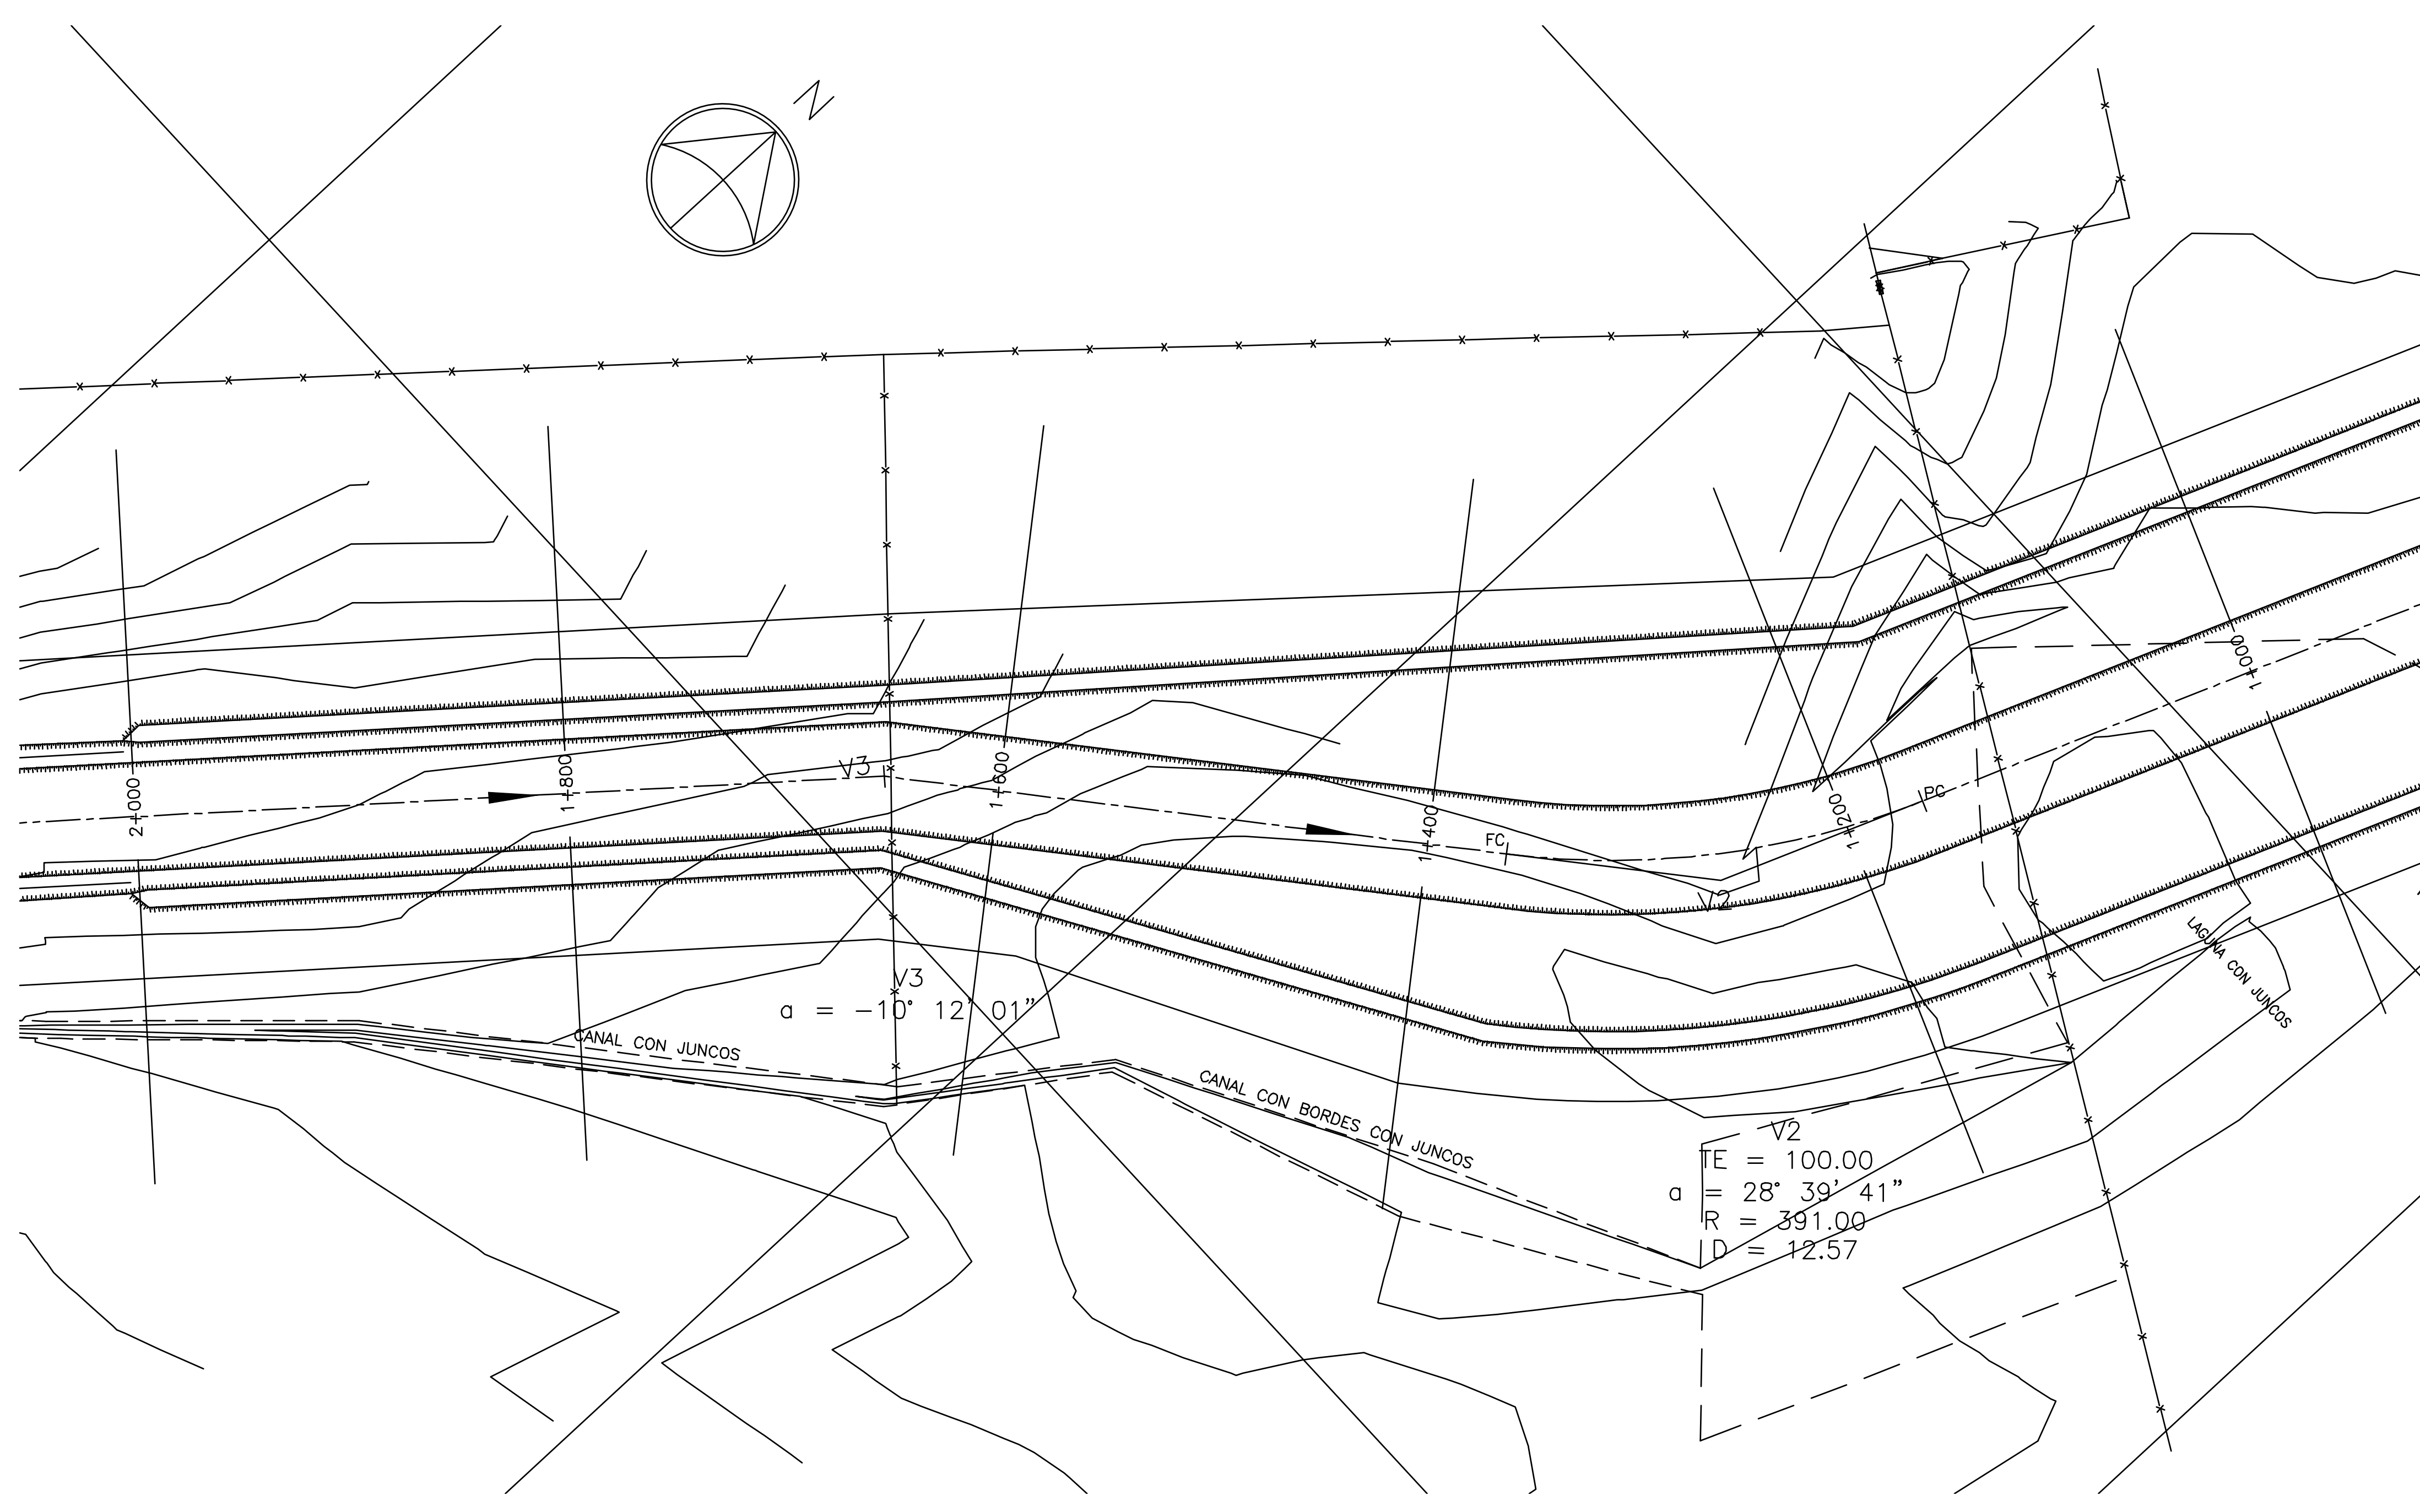 N
2+000
1+800
V3
1+600
1+400
FC
V2
1+200
PC
1+000
V3
a = -10° 12' 01"
CANAL CON JUNCOS
CANAL CON BORDES CON JUNCOS
LAGUNA CON JUNCOS
V2
TE = 100.00
a = 28° 39' 41"
R = 391.00
D = 12.57